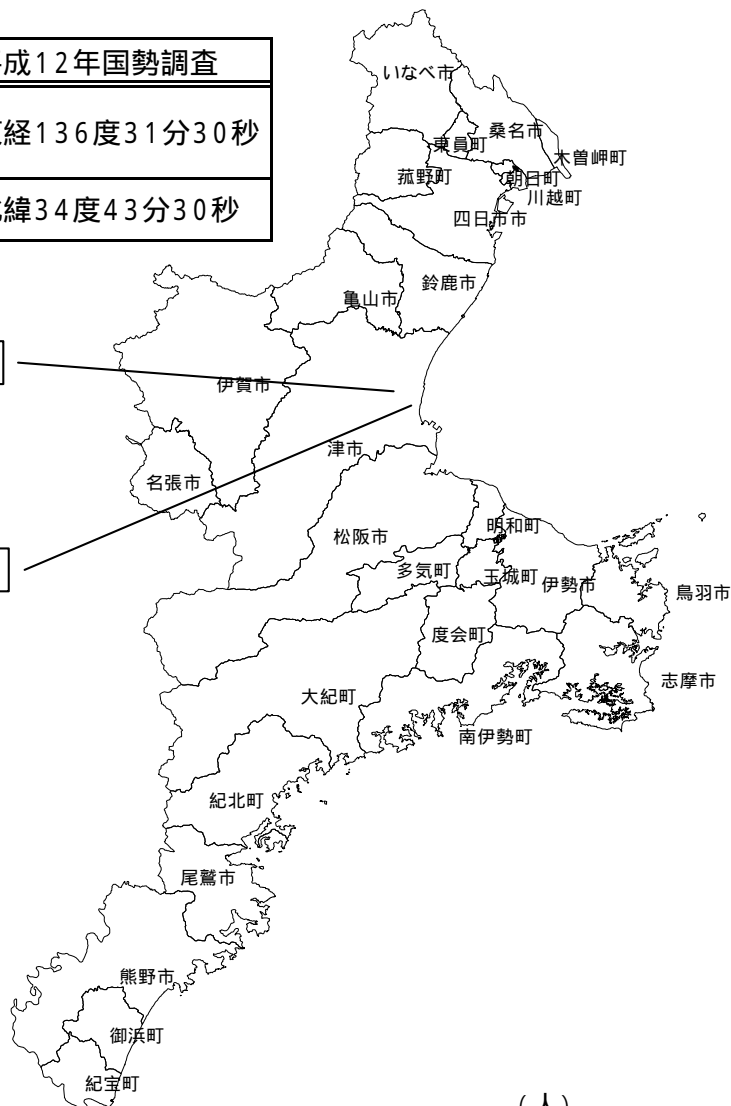 成12年国勢調査
経136度31分30秒
緯34度43分30秒
いなべ市
桑名市
東員町
木曽岬町
菰野町
朝日町
川越町
四日市市
鈴鹿市
亀山市
伊賀市
津市
名張市
松阪市
明和町
多気町
玉城町
伊勢市
鳥羽市
度会町
志摩市
大紀町
南伊勢町
紀北町
尾鷲市
熊野市
御浜町
紀宝町
(人)